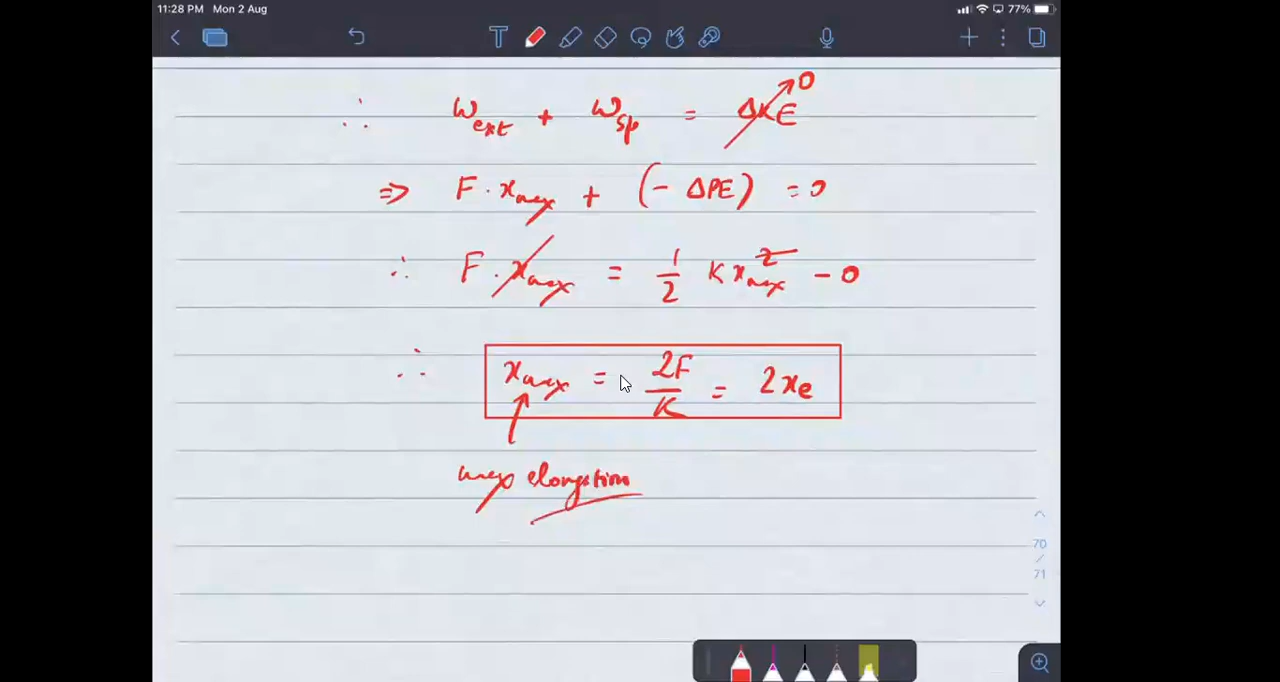 11:28 PM Mon 2 Aug 77%
∴ W_ext + W_sp = ΔKE 0
⇒ F · x_max + (- ΔPE) = 0
∴ F · x_max = 1/2 K x_max^2 - 0
∴ x_max = 2F/K = 2x_e
max elongation
70
/
71